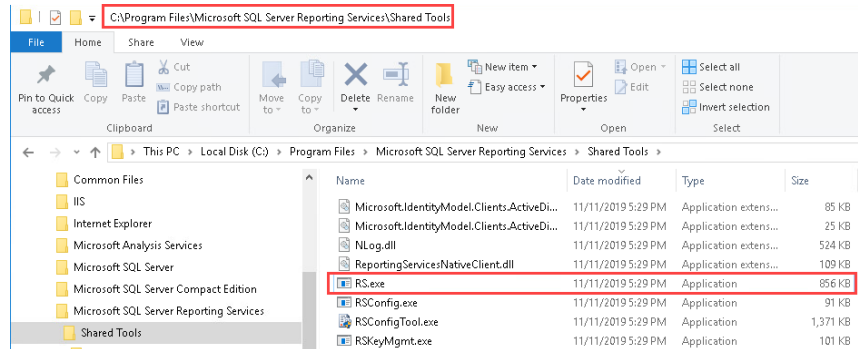 C:\Program Files\Microsoft SQL Server Reporting Services\Shared Tools
File Home Share View
Pin to Quick access
Copy
Paste
Cut
Copy path
Paste shortcut
Clipboard
Move to
Copy to
Delete
Rename
Organize
New folder
New item
Easy access
New
Properties
Open
Edit
Open
Select all
Select none
Invert selection
Select
This PC > Local Disk (C:) > Program Files > Microsoft SQL Server Reporting Services > Shared Tools >
Common Files
IIS
Internet Explorer
Microsoft Analysis Services
Microsoft SQL Server
Microsoft SQL Server Compact Edition
Microsoft SQL Server Reporting Services
Shared Tools
Name Date modified Type Size
Microsoft.IdentityModel.Clients.ActiveDi... 11/11/2019 5:29 PM Application extens... 85 KB
Microsoft.IdentityModel.Clients.ActiveDi... 11/11/2019 5:29 PM Application extens... 25 KB
NLog.dll 11/11/2019 5:29 PM Application extens... 524 KB
ReportingServicesNativeClient.dll 11/11/2019 5:29 PM Application extens... 109 KB
RS.exe 11/11/2019 5:29 PM Application 856 KB
RSConfig.exe 11/11/2019 5:29 PM Application 91 KB
RSConfigTool.exe 11/11/2019 5:29 PM Application 1,371 KB
RSKeyMgmt.exe 11/11/2019 5:29 PM Application 101 KB